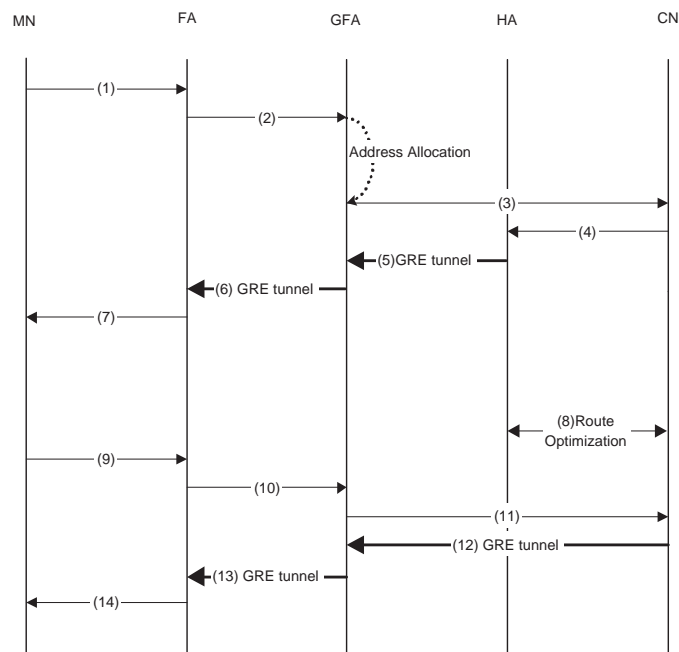 MN FA GFA HA CN
(1)
(2)
Address Allocation
(3)
(4)
(5)GRE tunnel
(6) GRE tunnel
(7)
(8)Route
Optimization
(9)
(10)
(11)
(12) GRE tunnel
(13) GRE tunnel
(14)